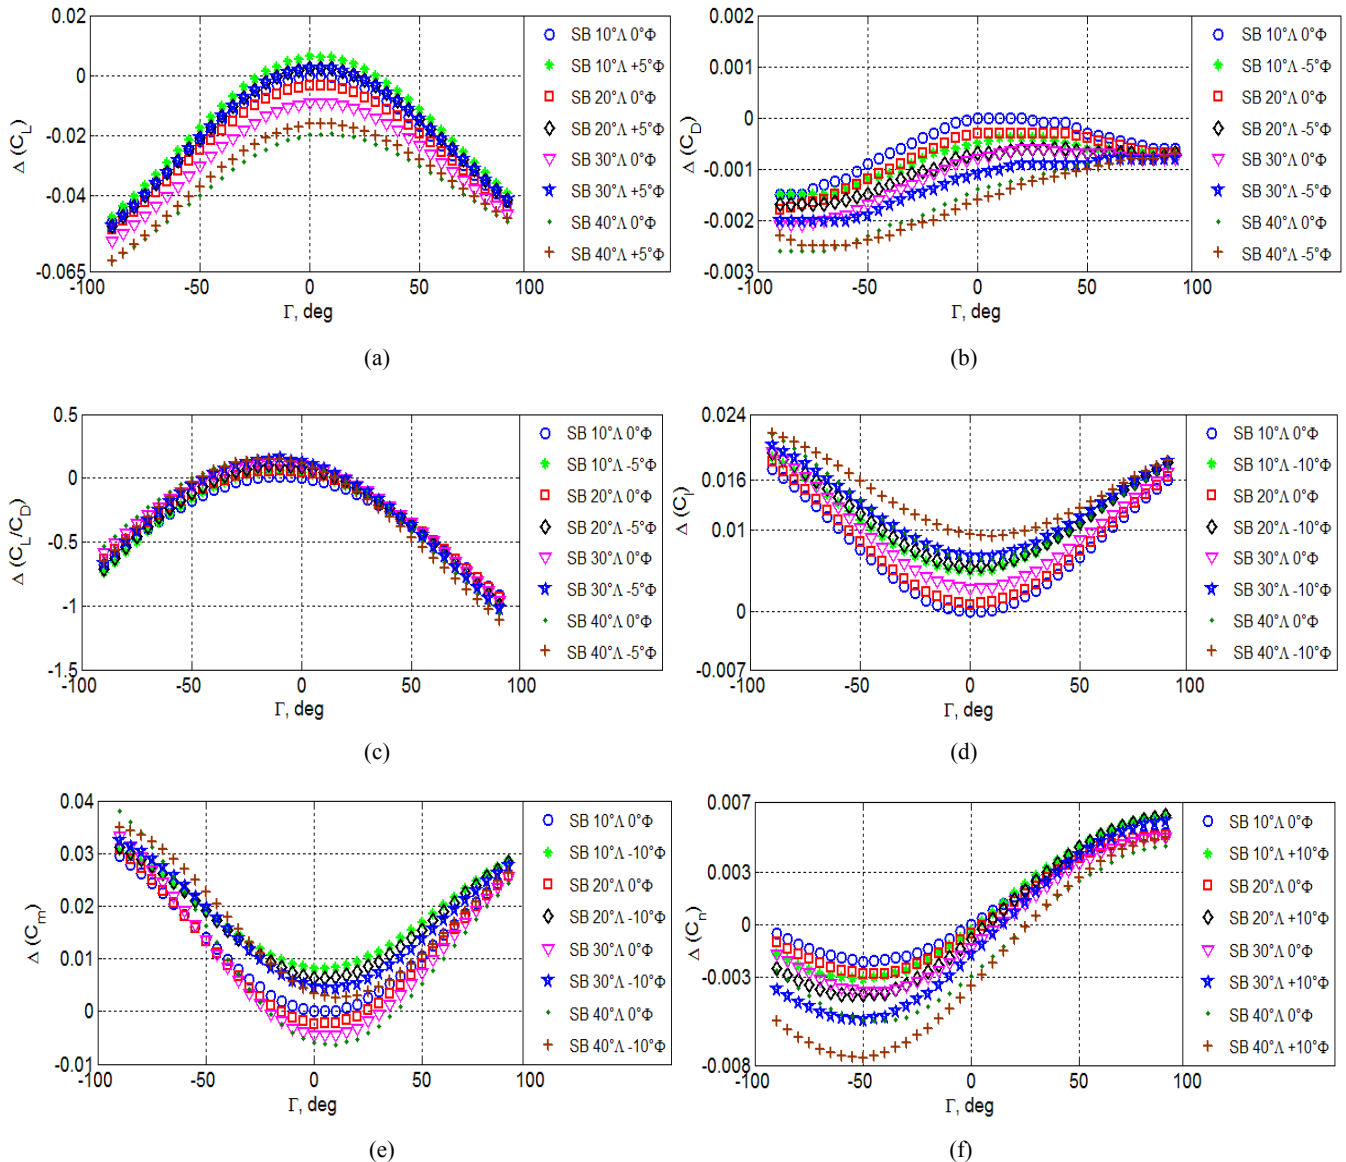 0.02
0
-0.02
-0.04
-0.065
-100
-50
0
50
100
Δ (C_L)
Γ, deg
SB 10°Λ 0°Φ
SB 10°Λ +5°Φ
SB 20°Λ 0°Φ
SB 20°Λ +5°Φ
SB 30°Λ 0°Φ
SB 30°Λ +5°Φ
SB 40°Λ 0°Φ
SB 40°Λ +5°Φ
(a)
0.002
0.001
0
-0.001
-0.002
-0.003
-100
-50
0
50
100
Δ (C_D)
Γ, deg
SB 10°Λ 0°Φ
SB 10°Λ -5°Φ
SB 20°Λ 0°Φ
SB 20°Λ -5°Φ
SB 30°Λ 0°Φ
SB 30°Λ -5°Φ
SB 40°Λ 0°Φ
SB 40°Λ -5°Φ
(b)
0.5
0
-0.5
-1
-1.5
-100
-50
0
50
100
Δ (C_L/C_D)
Γ, deg
SB 10°Λ 0°Φ
SB 10°Λ -5°Φ
SB 20°Λ 0°Φ
SB 20°Λ -5°Φ
SB 30°Λ 0°Φ
SB 30°Λ -5°Φ
SB 40°Λ 0°Φ
SB 40°Λ -5°Φ
(c)
0.024
0.016
0.01
0
-0.007
-100
-50
0
50
100
Δ (C_l)
Γ, deg
SB 10°Λ 0°Φ
SB 10°Λ -10°Φ
SB 20°Λ 0°Φ
SB 20°Λ -10°Φ
SB 30°Λ 0°Φ
SB 30°Λ -10°Φ
SB 40°Λ 0°Φ
SB 40°Λ -10°Φ
(d)
0.04
0.03
0.02
0.01
0
-0.01
-100
-50
0
50
100
Δ (C_m)
Γ, deg
SB 10°Λ 0°Φ
SB 10°Λ -10°Φ
SB 20°Λ 0°Φ
SB 20°Λ -10°Φ
SB 30°Λ 0°Φ
SB 30°Λ -10°Φ
SB 40°Λ 0°Φ
SB 40°Λ -10°Φ
(e)
0.007
0.003
0
-0.003
-0.008
-100
-50
0
50
100
Δ (C_n)
Γ, deg
SB 10°Λ 0°Φ
SB 10°Λ +10°Φ
SB 20°Λ 0°Φ
SB 20°Λ +10°Φ
SB 30°Λ 0°Φ
SB 30°Λ +10°Φ
SB 40°Λ 0°Φ
SB 40°Λ +10°Φ
(f)